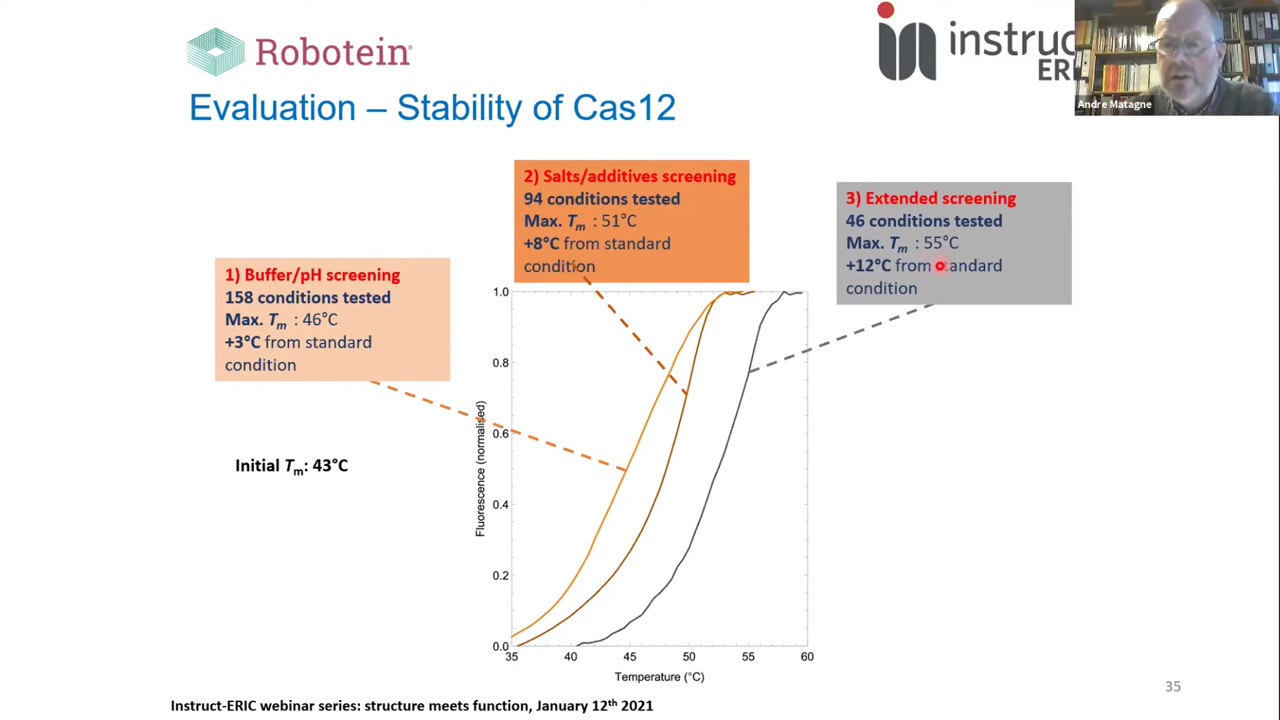 Robotein®
instruct
ERIC
Andre Matagne
Evaluation – Stability of Cas12
2) Salts/additives screening
94 conditions tested
Max. Tm : 51°C
+8°C from standard
condition
3) Extended screening
46 conditions tested
Max. Tm : 55°C
+12°C from standard
condition
1) Buffer/pH screening
158 conditions tested
Max. Tm : 46°C
+3°C from standard
condition
Initial Tm: 43°C
Fluorescence (normalised)
1.0
0.8
0.6
0.4
0.2
0.0
35 40 45 50 55 60
Temperature (°C)
35
Instruct-ERIC webinar series: structure meets function, January 12th 2021